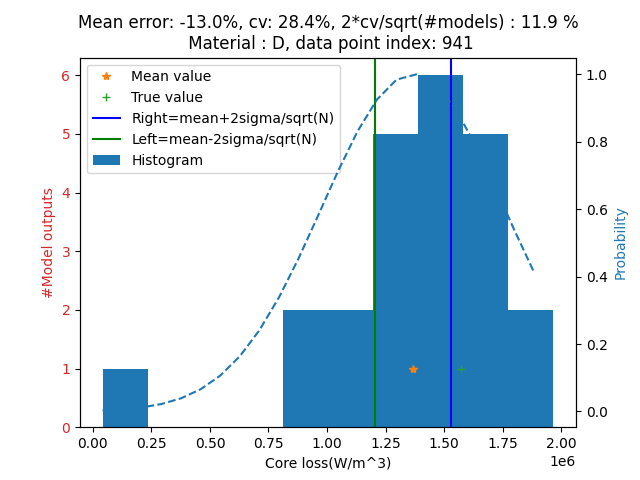 Mean error: -13.0%, cv: 28.4%, 2*cv/sqrt(#models) : 11.9 %
Material : D, data point index: 941
Mean value
True value
Right=mean+2sigma/sqrt(N)
Left=mean-2sigma/sqrt(N)
Histogram
#Model outputs
6
5
4
3
2
1
0
1.0
0.8
0.6
0.4
0.2
0.0
Probability
0.00 0.25 0.50 0.75 1.00 1.25 1.50 1.75 2.00
1e6
Core loss(W/m^3)